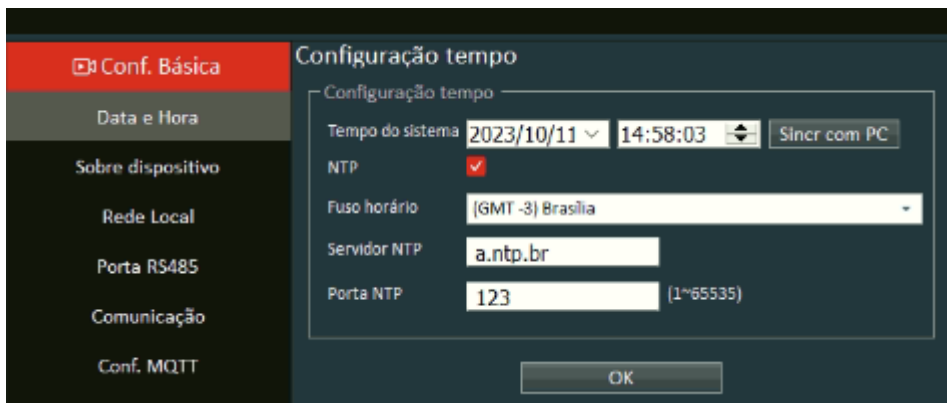 Conf. Básica
Data e Hora
Sobre dispositivo
Rede Local
Porta RS485
Comunicação
Conf. MQTT
Configuração tempo
Configuração tempo
Tempo do sistema 2023/10/11 14:58:03 Sincr com PC
NTP
Fuso horário (GMT -3) Brasília
Servidor NTP a.ntp.br
Porta NTP 123 (1~65535)
OK